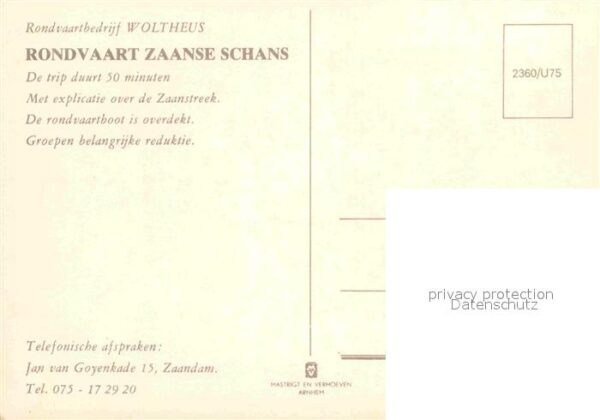 Rondvaartbedrijf WOLTHEUS
RONDVAART ZAANSE SCHANS
De trip duurt 50 minuten
Met explicatie over de Zaanstreek.
De rondvaartboot is overdekt.
Groepen belangrijke reduktie.
Telefonische afspraken:
Jan van Goyenkade 15, Zaandam.
Tel. 075 - 17 29 20
2360/U75
privacy protection
Datenschutz
MASTRIGT EN VERHOEVEN
ARNHEM